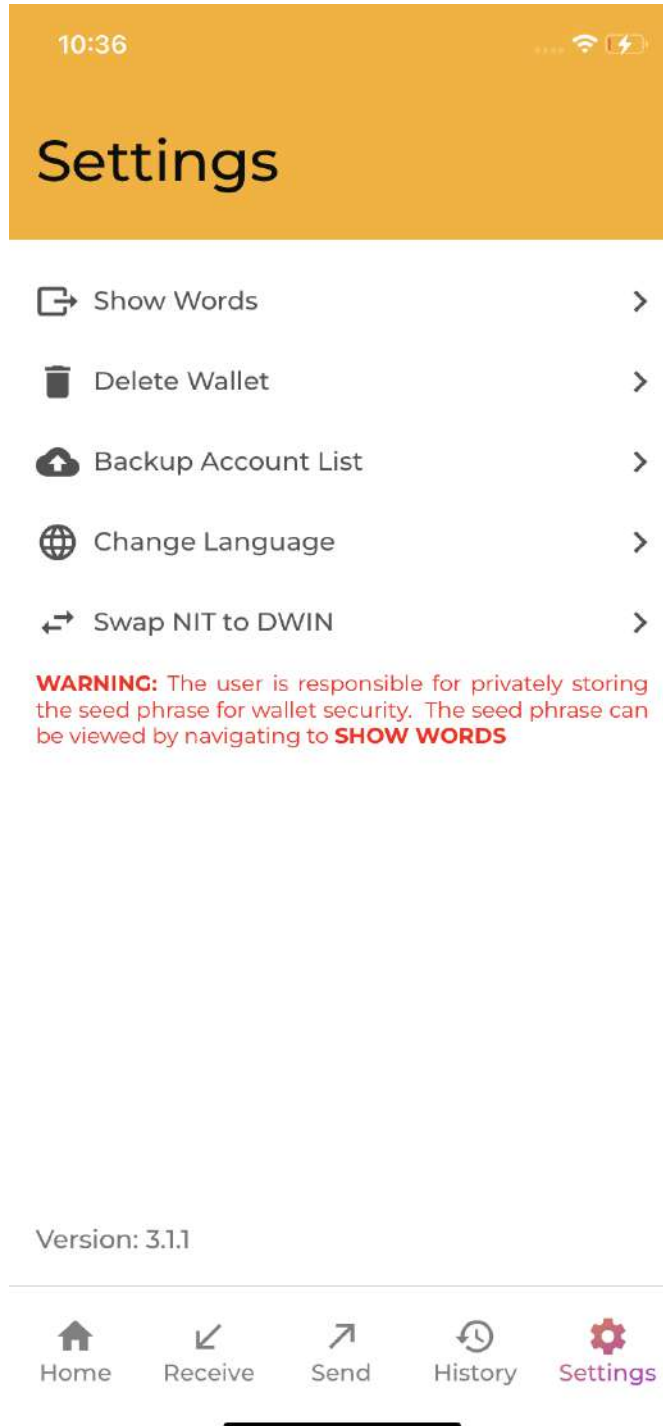 10:36
Settings
Show Words
Delete Wallet
Backup Account List
Change Language
Swap NIT to DWIN
WARNING: The user is responsible for privately storing
the seed phrase for wallet security. The seed phrase can
be viewed by navigating to SHOW WORDS
Version: 3.1.1
Home Receive Send History Settings